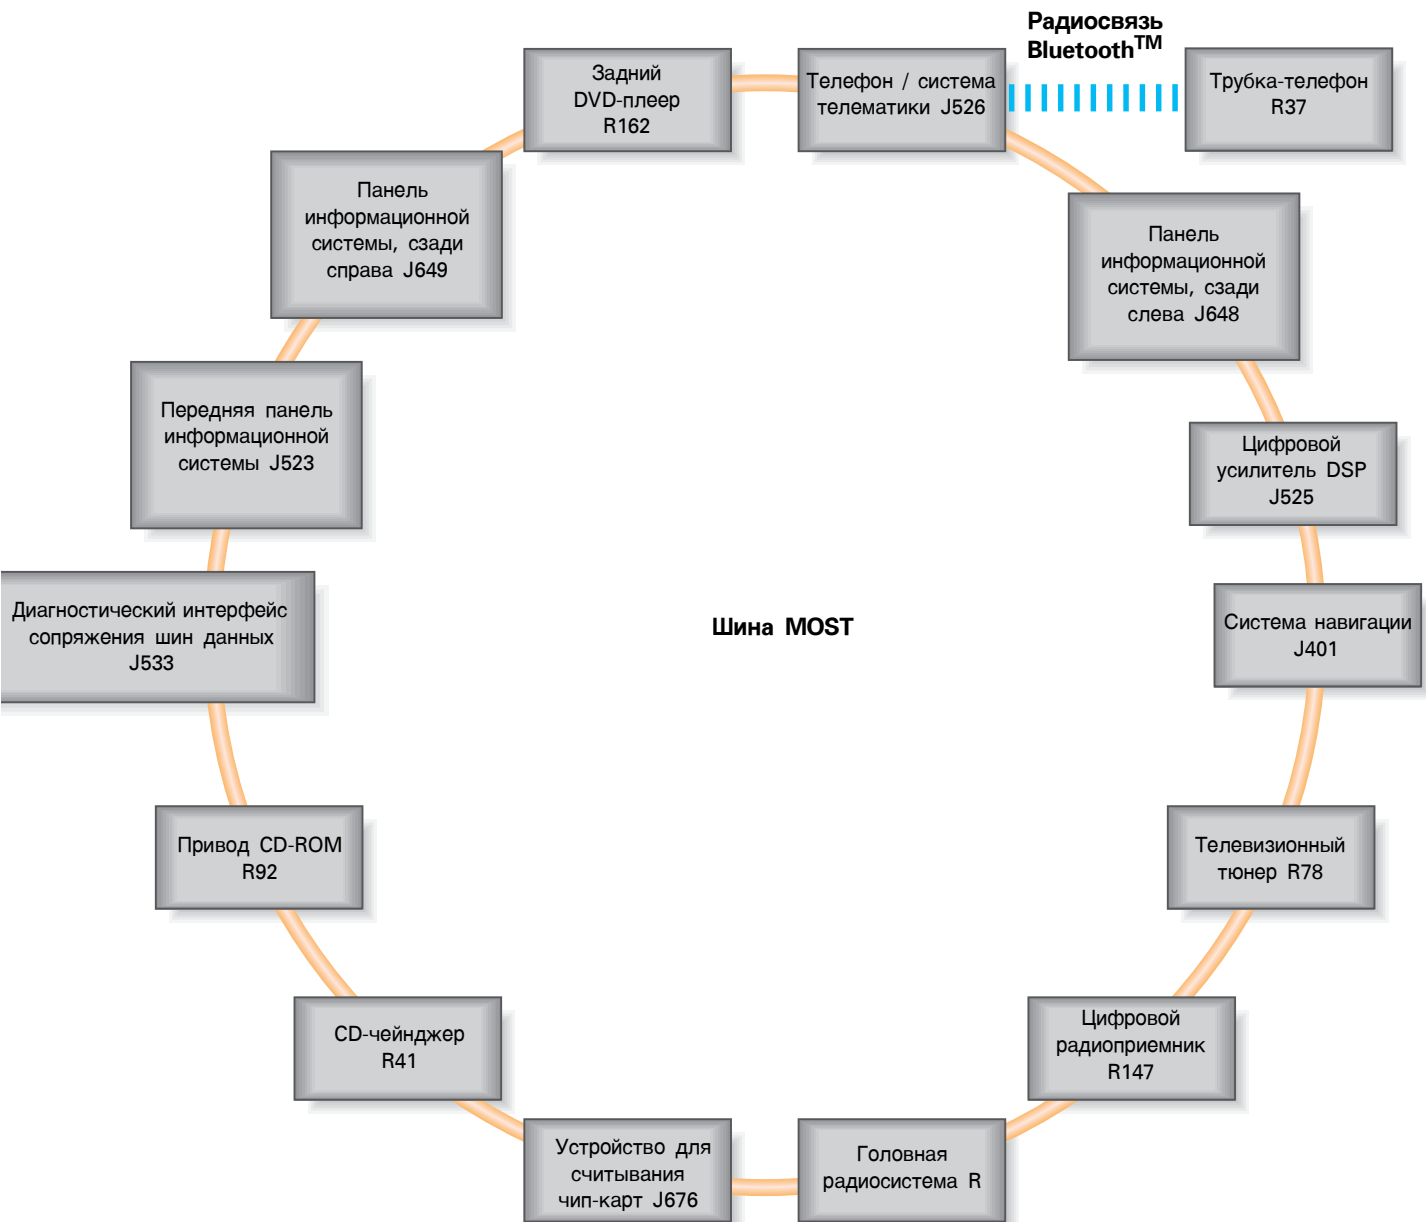 Радиосвязь
Bluetooth™
Задний
DVD-плеер
R162
Телефон / система
телематики J526
Трубка-телефон
R37
Панель
информационной
системы, сзади
справа J649
Панель
информационной
системы, сзади
слева J648
Передняя панель
информационной
системы J523
Цифровой
усилитель DSP
J525
Диагностический интерфейс
сопряжения шин данных
J533
Шина MOST
Система навигации
J401
Привод CD-ROM
R92
Телевизионный
тюнер R78
CD-чейнджер
R41
Цифровой
радиоприемник
R147
Устройство для
считывания
чип-карт J676
Головная
радиосистема R